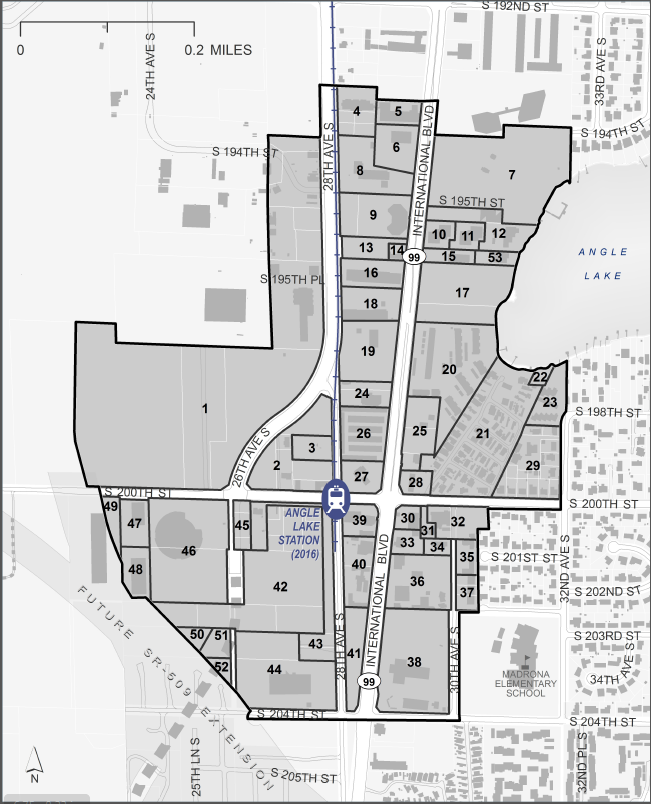 S 192ND ST
0
0.2 MILES
24TH AVE S
33RD AVE S
S 194TH ST
S 194TH ST
28TH AVE S
INTERNATIONAL BLVD
4
5
6
7
8
S 195TH ST
9
10
11
12
13
14
99
15
53
ANGLE
LAKE
S 195TH PL
16
17
18
19
20
22
23
24
1
S 198TH ST
28TH AVE S
25
26
21
3
2
27
28
29
S 200TH ST
S 200TH ST
49
47
46
45
ANGLE
LAKE
STATION
(2016)
39
30
31
32
33
34
S 201ST ST
35
32ND AVE S
48
42
40
36
37
S 202ND ST
INTERNATIONAL BLVD
FUTURE SR-509 EXTENSION
50
51
52
43
44
28TH AVE S
41
99
38
30TH AVE S
S 203RD ST
MADRONA
ELEMENTARY
SCHOOL
34TH AVE S
S 204TH ST
S 204TH ST
25TH LN S
S 205TH ST
32ND PL S
N